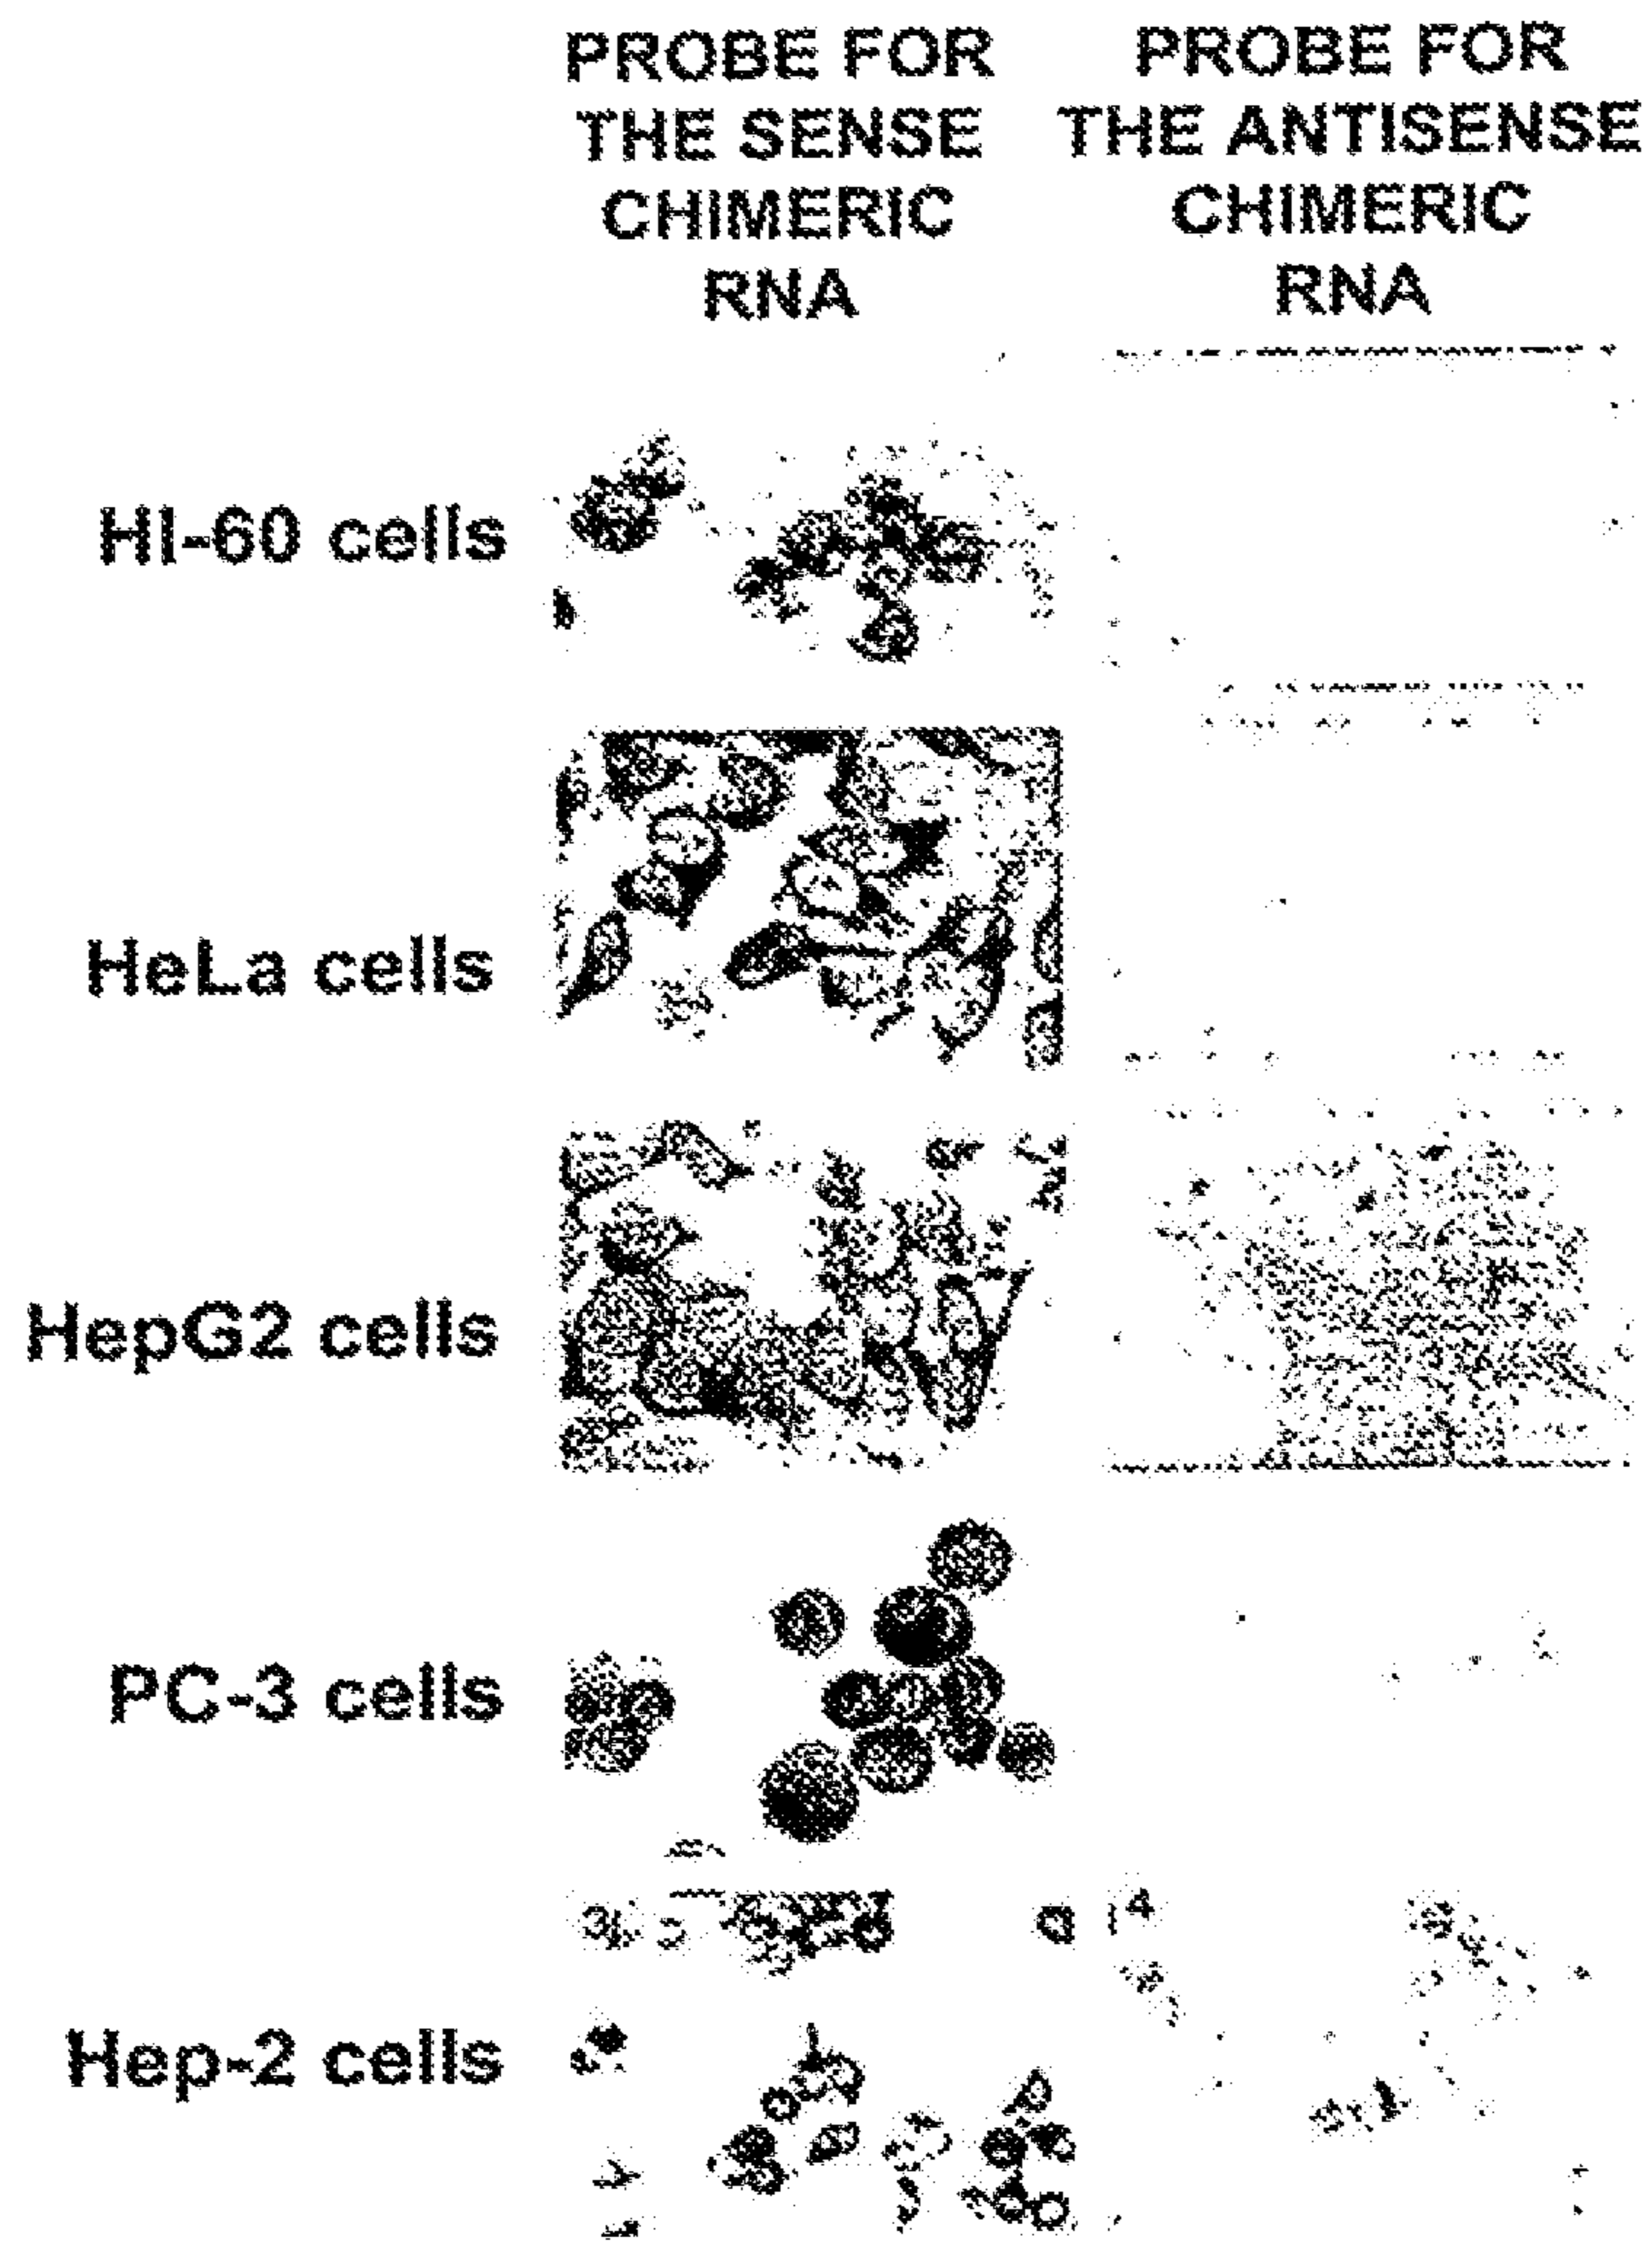 PROBE FOR
THE SENSE
CHIMERIC
RNA
PROBE FOR
THE ANTISENSE
CHIMERIC
RNA
HI-60 cells
HeLa cells
HepG2 cells
PC-3 cells
Hep-2 cells